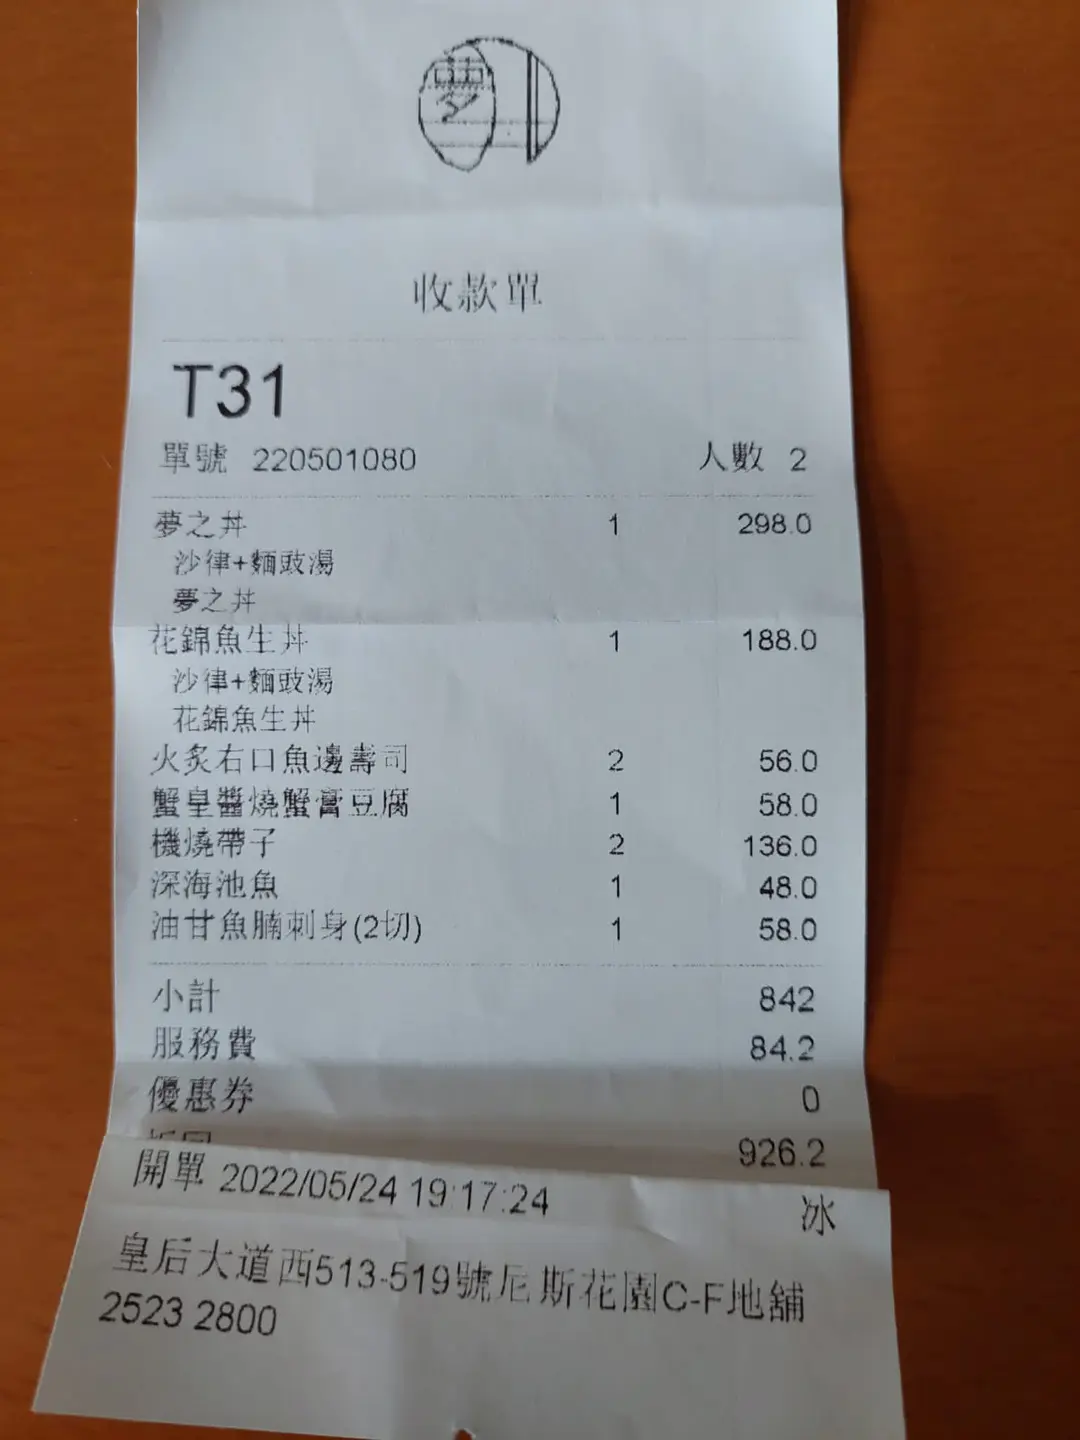 夢
收款單
T31
單號 220501080 人數 2
夢之丼 1 298.0
沙律+麵豉湯
夢之丼
花錦魚生丼 1 188.0
沙律+麵豉湯
花錦魚生丼
火炙右口魚邊壽司 2 56.0
蟹皇醬燒蟹膏豆腐 1 58.0
機燒帶子 2 136.0
深海池魚 1 48.0
油甘魚腩刺身(2切) 1 58.0
小計 842
服務費 84.2
優惠券 0
926.2
開單 2022/05/24 19:17:24 冰
皇后大道西513-519號尼斯花園C-F地舖
2523 2800